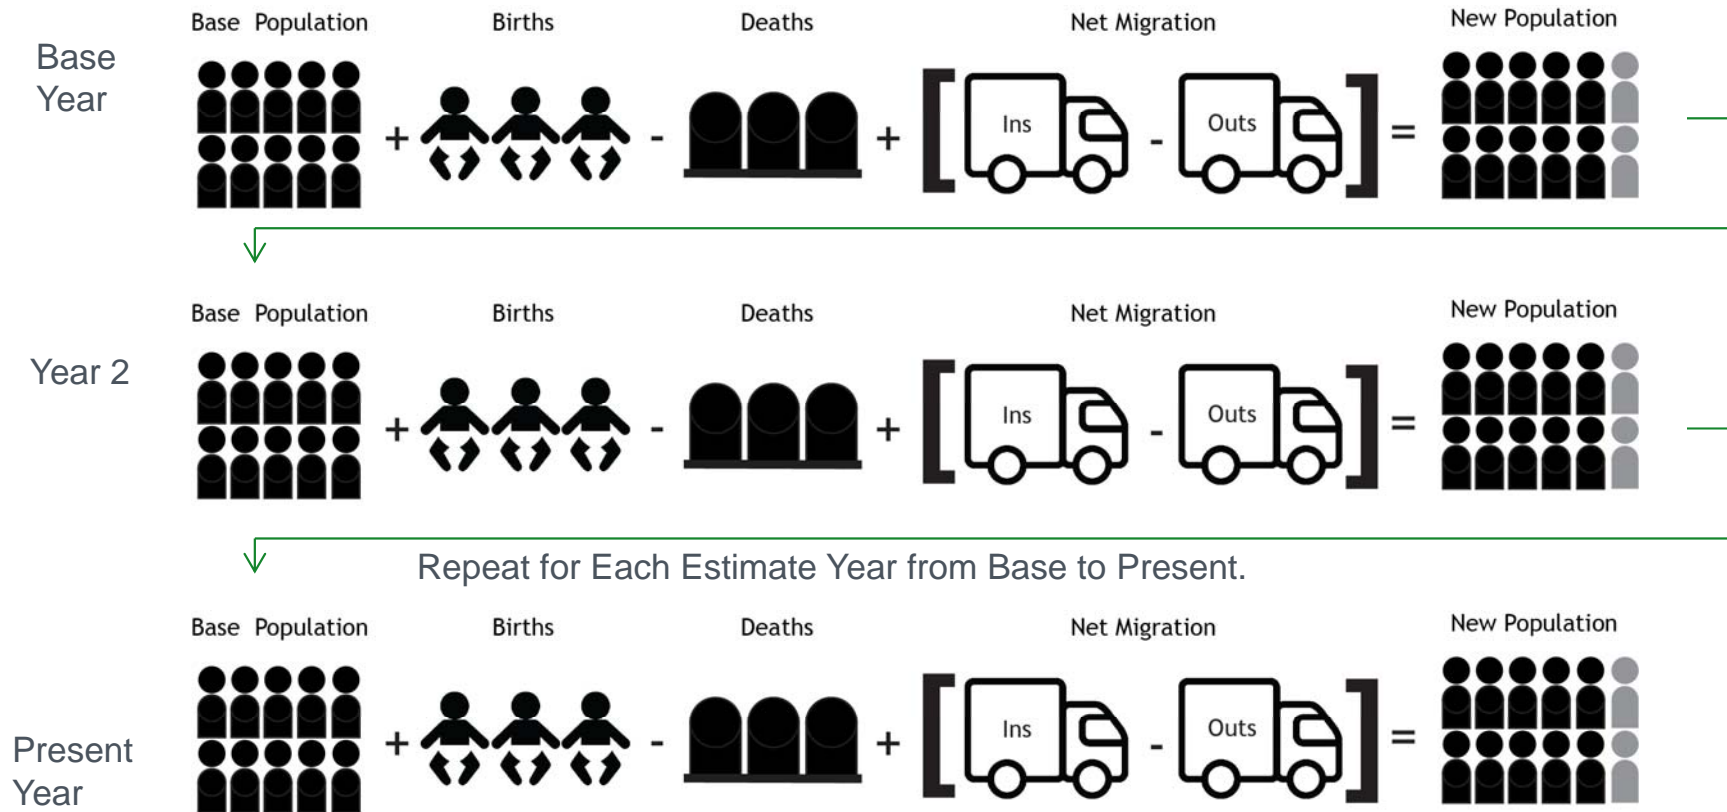 Base Population Births Deaths Net Migration New Population
Base
Year
+ - + [ Ins - Outs ] =
Base Population Births Deaths Net Migration New Population
Year 2
+ - + [ Ins - Outs ] =
Repeat for Each Estimate Year from Base to Present.
Base Population Births Deaths Net Migration New Population
+ - + [ Ins - Outs ] =
Present
Year